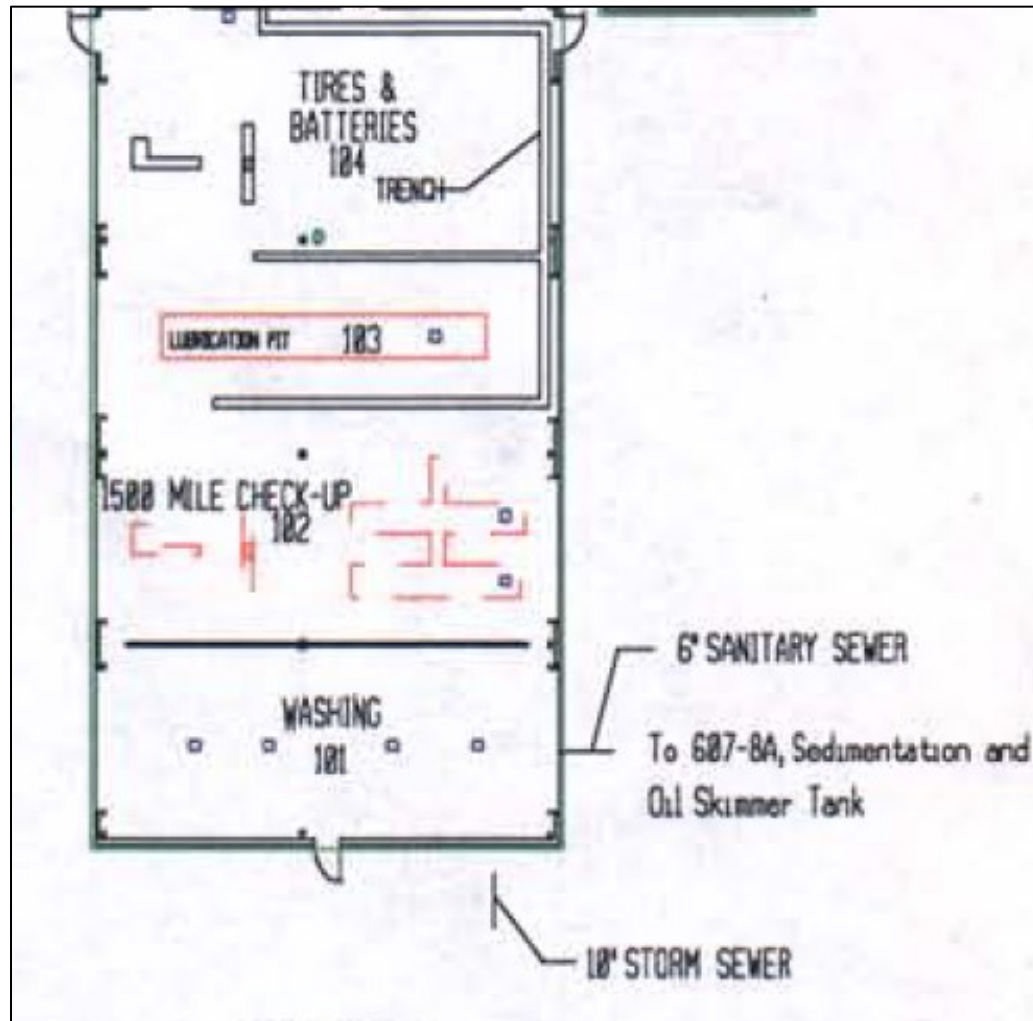 TIRES &
BATTERIES
104
TRENCH
LUBRICATION PIT 103
1500 MILE CHECK-UP
102
6" SANITARY SEWER
WASHING
101
To 607-8A, Sedimentation and
Oil Skimmer Tank
10" STORM SEWER